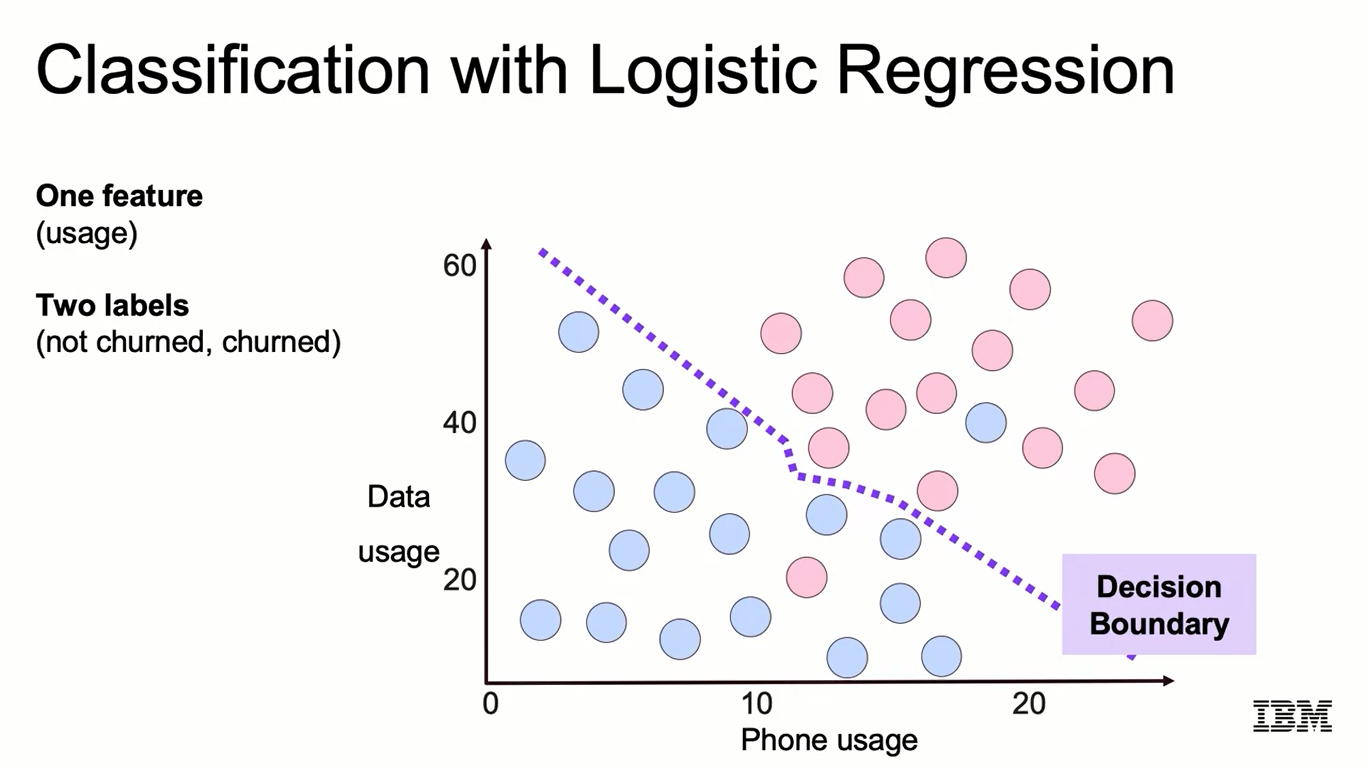 Classification with Logistic Regression
One feature
(usage)
Two labels
(not churned, churned)
60
40
Data
usage
20
Decision
Boundary
0
10
20
Phone usage
IBM